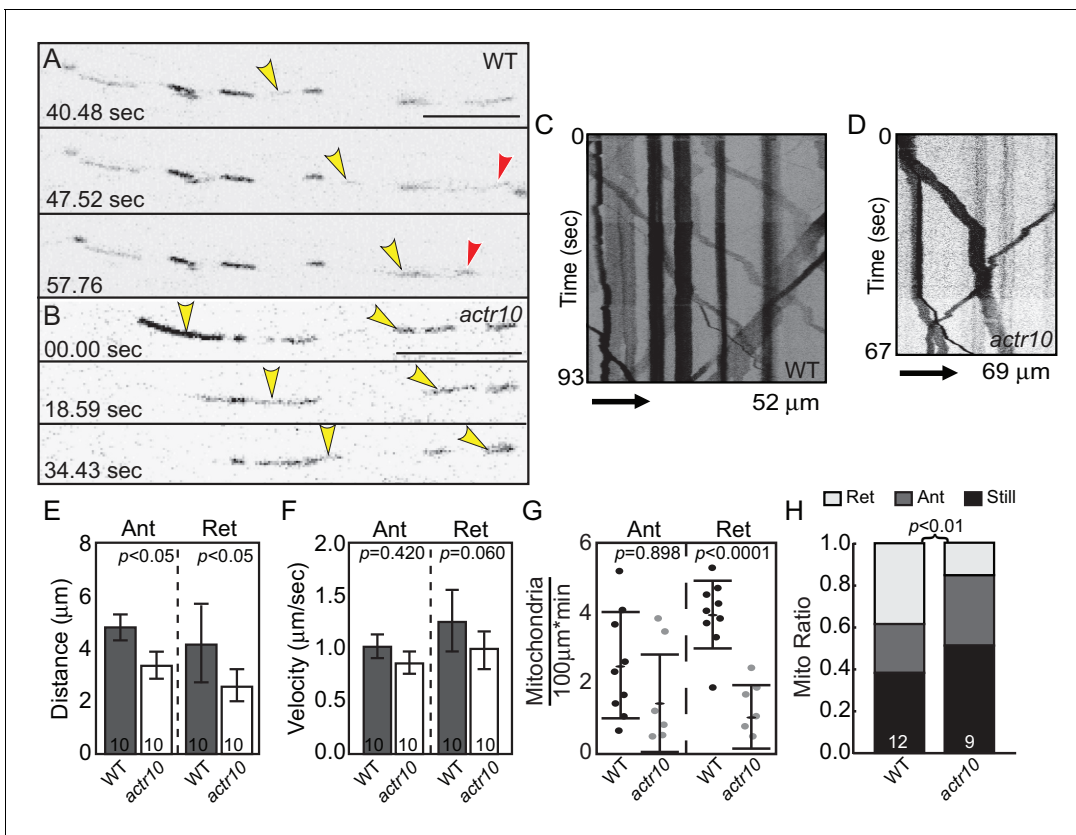 A
WT
40.48 sec
47.52 sec
57.76
B
actr10
00.00 sec
18.59 sec
34.43 sec
C
0
Time (sec)
93
WT
52 μm
D
0
Time (sec)
67
actr10
69 μm
E
Ant
Ret
p<0.05
p<0.05
Distance (μm)
8
6
4
2
0
10
10
10
10
WT
actr10
WT
actr10
F
Ant
Ret
p=0.420
p=0.060
Velocity (μm/sec)
2.0
1.5
1.0
0.5
0.0
10
10
10
10
WT
actr10
WT
actr10
G
Ant
Ret
p=0.898
p<0.0001
Mitochondria
100μm*min
6
4
2
0
WT
actr10
WT
actr10
H
Ret
Ant
Still
p<0.01
Mito Ratio
1.0
0.8
0.6
0.4
0.2
0.0
12
9
WT
actr10